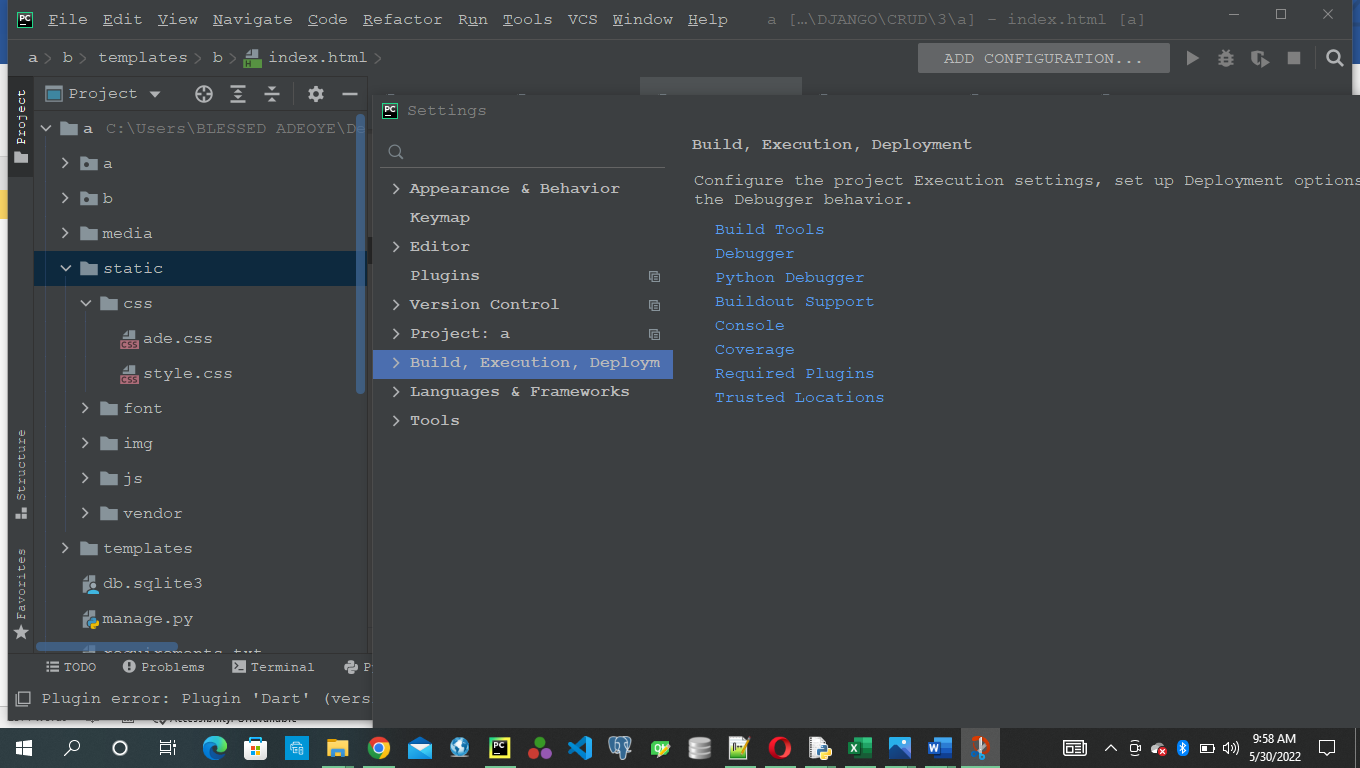 File Edit View Navigate Code Refactor Run Tools VCS Window Help a [...\DJANGO\CRUD\3\a] - index.html [a]
a b templates b index.html ADD CONFIGURATION...
Project
Project
a C:\Users\BLESSED ADEOYE\De
a
b
media
static
css
ade.css
style.css
font
img
js
vendor
templates
db.sqlite3
manage.py
requirements.txt
Structure
Favorites
Settings
Appearance & Behavior
Keymap
Editor
Plugins
Version Control
Project: a
Build, Execution, Deploym
Languages & Frameworks
Tools
Build, Execution, Deployment
Configure the project Execution settings, set up Deployment options
the Debugger behavior.
Build Tools
Debugger
Python Debugger
Buildout Support
Console
Coverage
Required Plugins
Trusted Locations
TODO Problems Terminal
Plugin error: Plugin 'Dart' (vers
Accessibility: Unavailable
9:58 AM
5/30/2022